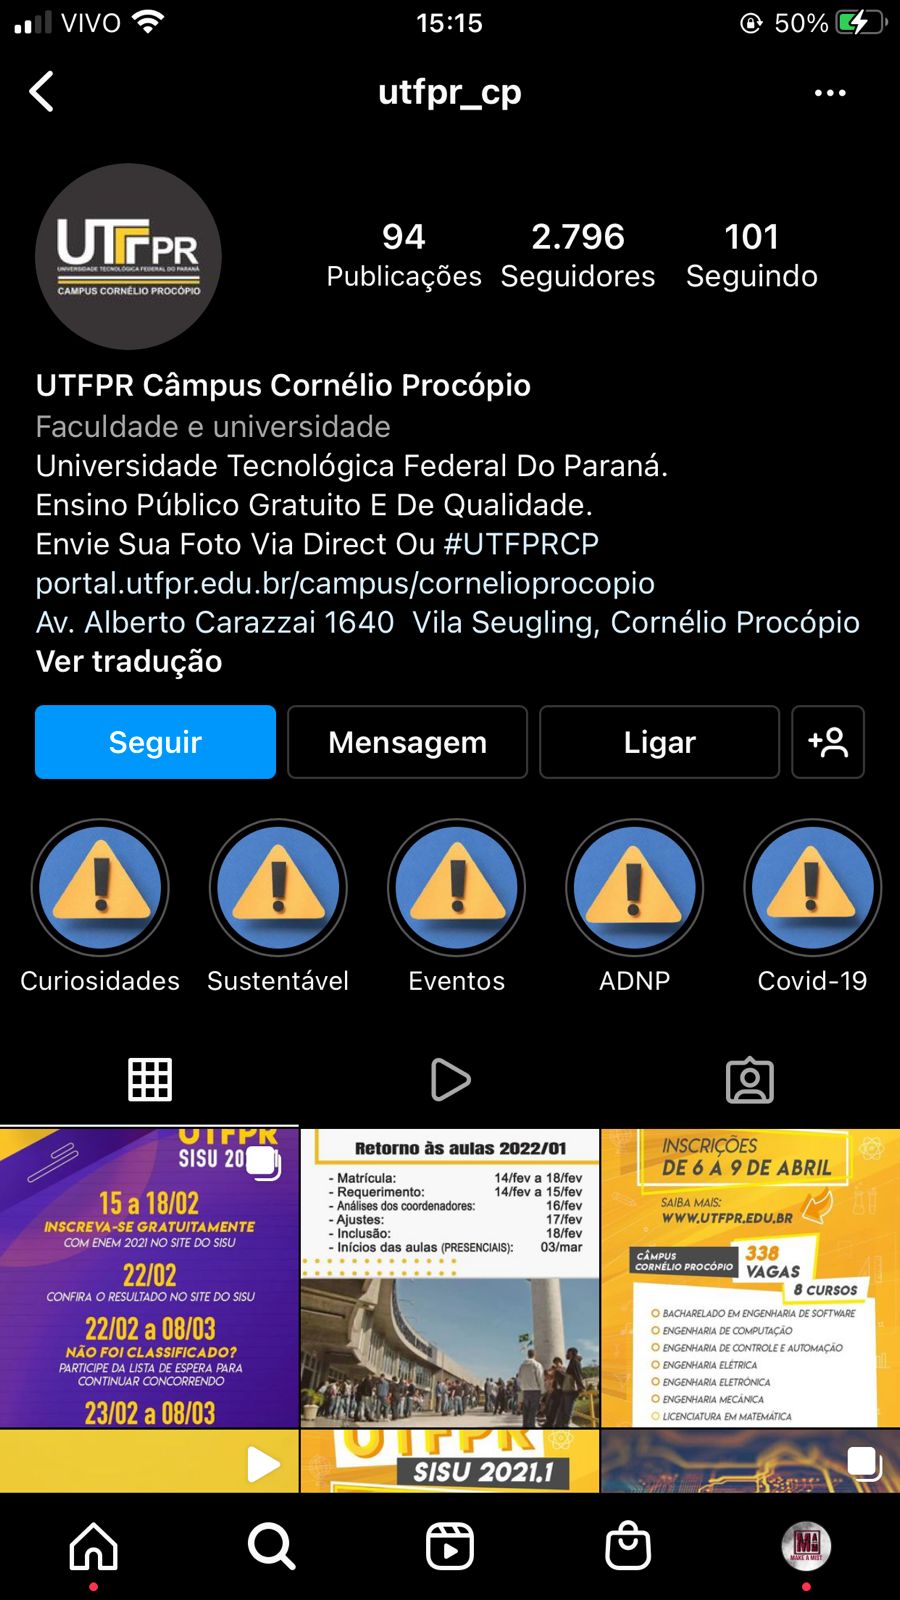 VIVO 15:15 50%
utfpr_cp
UTFPR
UNIVERSIDADE TECNOLÓGICA FEDERAL DO PARANÁ
CAMPUS CORNÉLIO PROCÓPIO
94 2.796 101
Publicações Seguidores Seguindo
UTFPR Câmpus Cornélio Procópio
Faculdade e universidade
Universidade Tecnológica Federal Do Paraná.
Ensino Público Gratuito E De Qualidade.
Envie Sua Foto Via Direct Ou #UTFPRCP
portal.utfpr.edu.br/campus/cornelioprocopio
Av. Alberto Carazzai 1640  Vila Seugling, Cornélio Procópio
Ver tradução
Seguir Mensagem Ligar
Curiosidades Sustentável Eventos ADNP Covid-19
UTFPR
SISU 20
15 a 18/02
INSCREVA-SE GRATUITAMENTE
COM ENEM 2021 NO SITE DO SISU
22/02
CONFIRA O RESULTADO NO SITE DO SISU
22/02 a 08/03
NÃO FOI CLASSIFICADO?
PARTICIPE DA LISTA DE ESPERA PARA
CONTINUAR CONCORRENDO
23/02 a 08/03
Retorno às aulas 2022/01
- Matrícula: 14/fev a 18/fev
- Requerimento: 14/fev a 15/fev
- Análises dos coordenadores: 16/fev
- Ajustes: 17/fev
- Inclusão: 18/fev
- Inícios das aulas (PRESENCIAIS): 03/mar
INSCRIÇÕES
DE 6 A 9 DE ABRIL
SAIBA MAIS:
WWW.UTFPR.EDU.BR
CÂMPUS
CORNÉLIO PROCÓPIO
338
VAGAS
8 CURSOS
BACHARELADO EM ENGENHARIA DE SOFTWARE
ENGENHARIA DE COMPUTAÇÃO
ENGENHARIA DE CONTROLE E AUTOMAÇÃO
ENGENHARIA ELÉTRICA
ENGENHARIA ELETRÔNICA
ENGENHARIA MECÂNICA
LICENCIATURA EM MATEMÁTICA
UTFPR
SISU 2021.1
MAKE A MIST